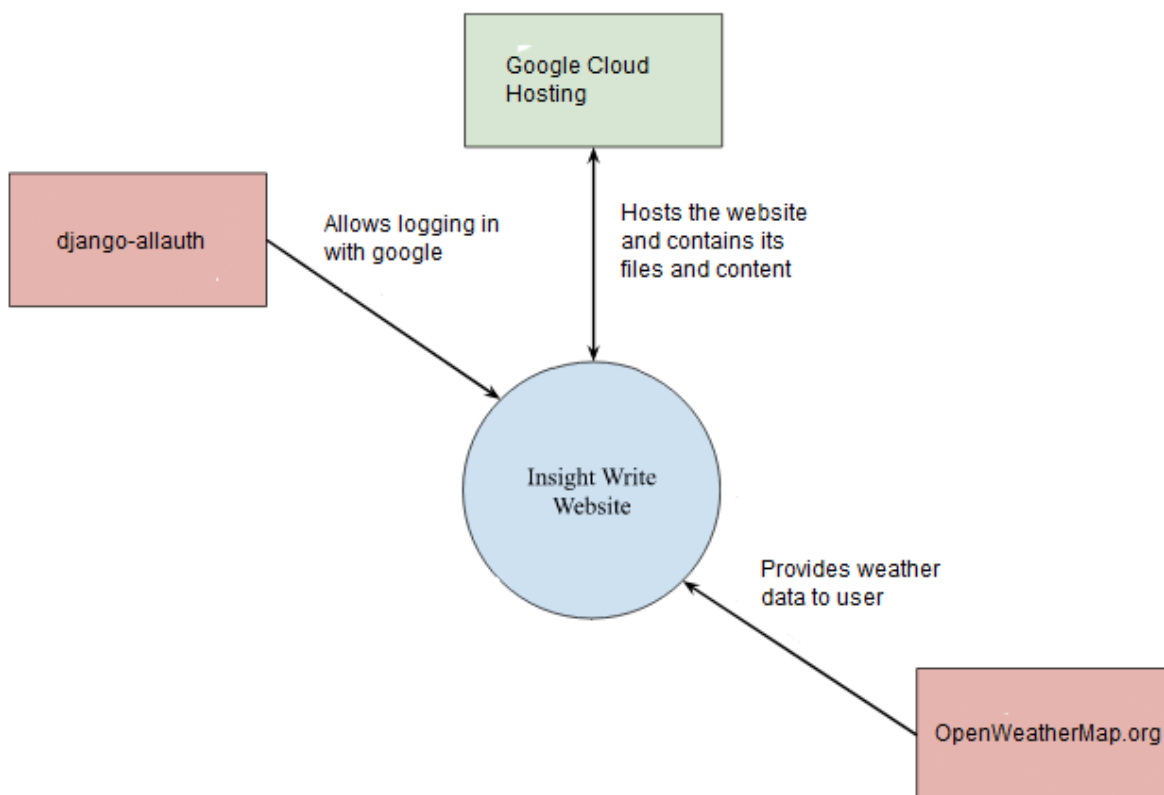 Google Cloud
Hosting
django-allauth
Allows logging in
with google
Hosts the website
and contains its
files and content
Insight Write
Website
Provides weather
data to user
OpenWeatherMap.org